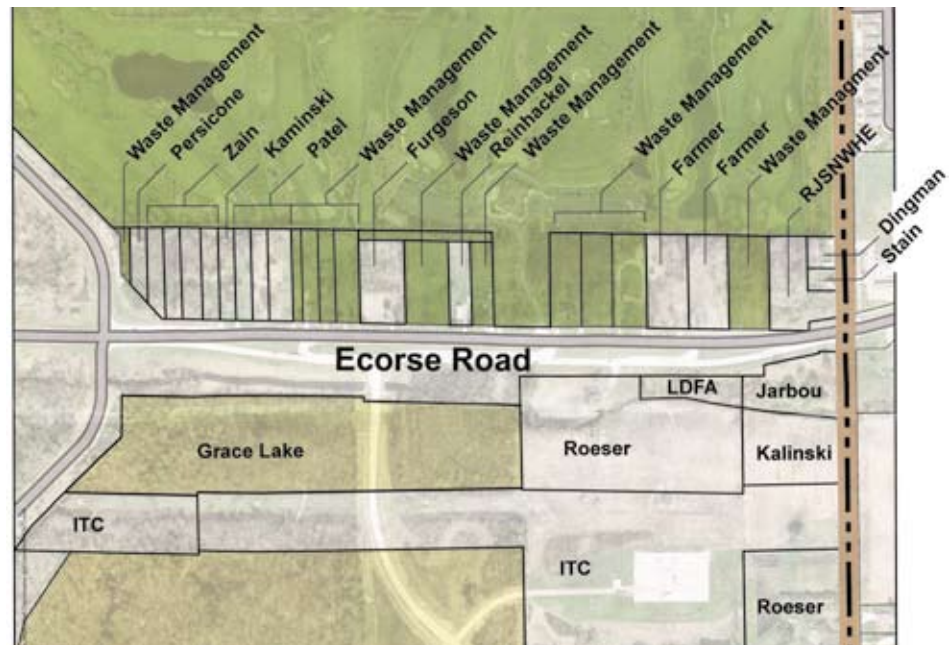 Waste Management
Persicone
Zain
Kaminski
Patel
Waste Management
Furgeson
Waste Management
Reinhackel
Waste Management
Waste Management
Farmer
Farmer
Waste Managment
RJSNWHE
Dingman
Stain
Ecorse Road
LDFA
Jarbou
Grace Lake
Roeser
Kalinski
ITC
ITC
Roeser